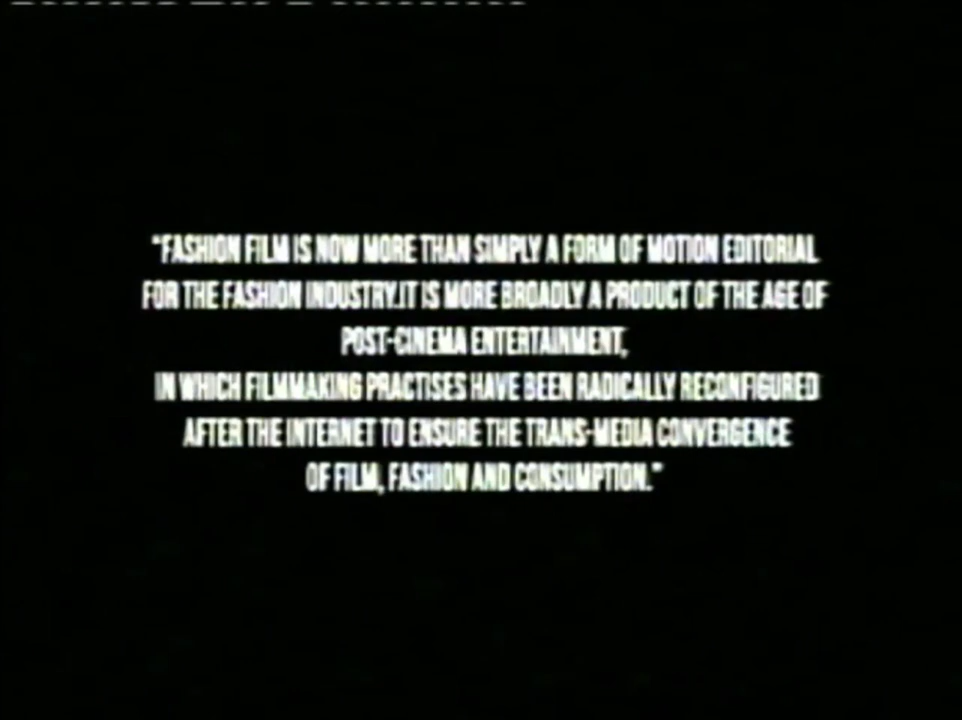 "FASHION FILM IS NOW MORE THAN SIMPLY A FORM OF MOTION EDITORIAL
FOR THE FASHION INDUSTRY.IT IS MORE BROADLY A PRODUCT OF THE AGE OF
POST-CINEMA ENTERTAINMENT,
IN WHICH FILMMAKING PRACTISES HAVE BEEN RADICALLY RECONFIGURED
AFTER THE INTERNET TO ENSURE THE TRANS-MEDIA CONVERGENCE
OF FILM, FASHION AND CONSUMPTION."